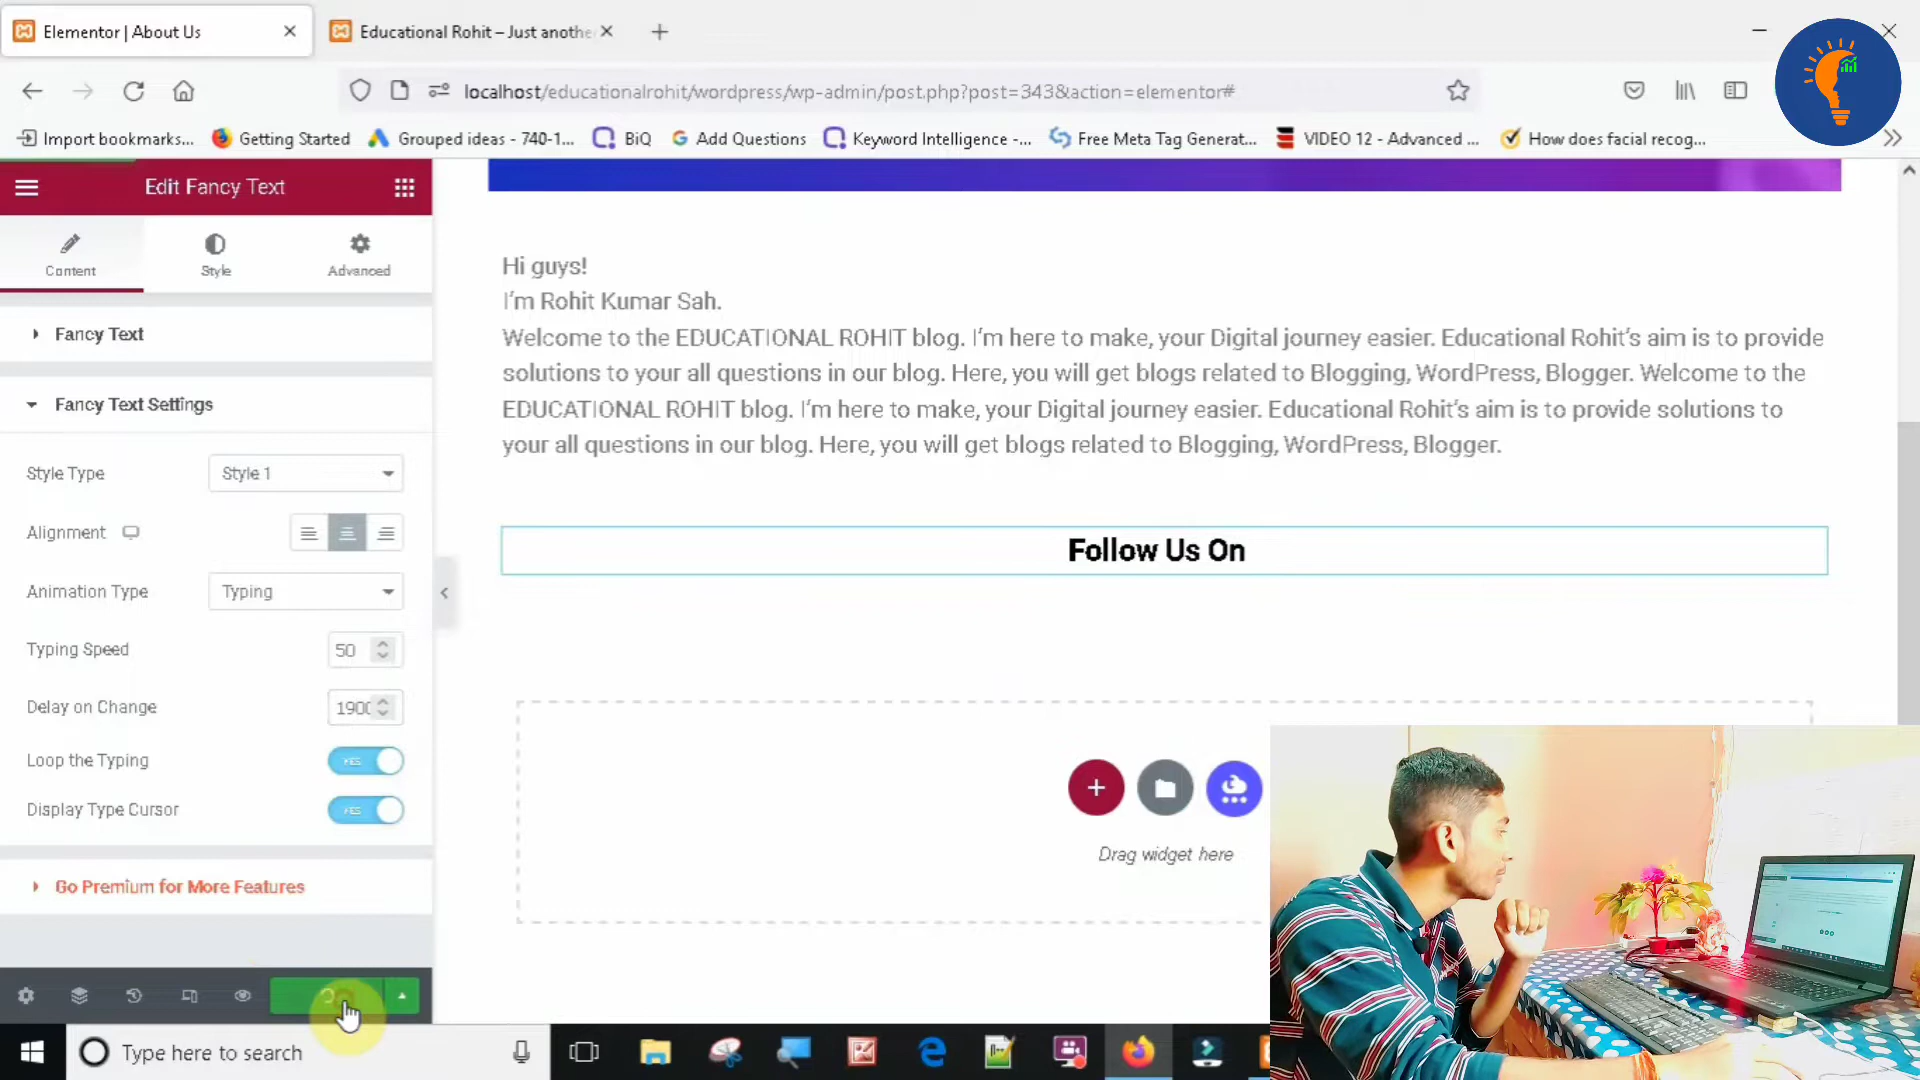 Elementor | About Us
Educational Rohit – Just anothe
localhost/educationalrohit/wordpress/wp-admin/post.php?post=343&action=elementor#
Import bookmarks...
Getting Started
Grouped ideas - 740-1...
BiQ
Add Questions
Keyword Intelligence -...
Free Meta Tag Generat...
VIDEO 12 - Advanced ...
How does facial recog...
Edit Fancy Text
Content
Style
Advanced
Fancy Text
Fancy Text Settings
Style Type
Style 1
Alignment
Animation Type
Typing
Typing Speed
50
Delay on Change
1900
Loop the Typing
YES
Display Type Cursor
YES
Go Premium for More Features
Hi guys!
I'm Rohit Kumar Sah.
Welcome to the EDUCATIONAL ROHIT blog. I'm here to make, your Digital journey easier. Educational Rohit's aim is to provide
solutions to your all questions in our blog. Here, you will get blogs related to Blogging, WordPress, Blogger. Welcome to the
EDUCATIONAL ROHIT blog. I'm here to make, your Digital journey easier. Educational Rohit's aim is to provide solutions to
your all questions in our blog. Here, you will get blogs related to Blogging, WordPress, Blogger.
Follow Us On
Drag widget here
Type here to search